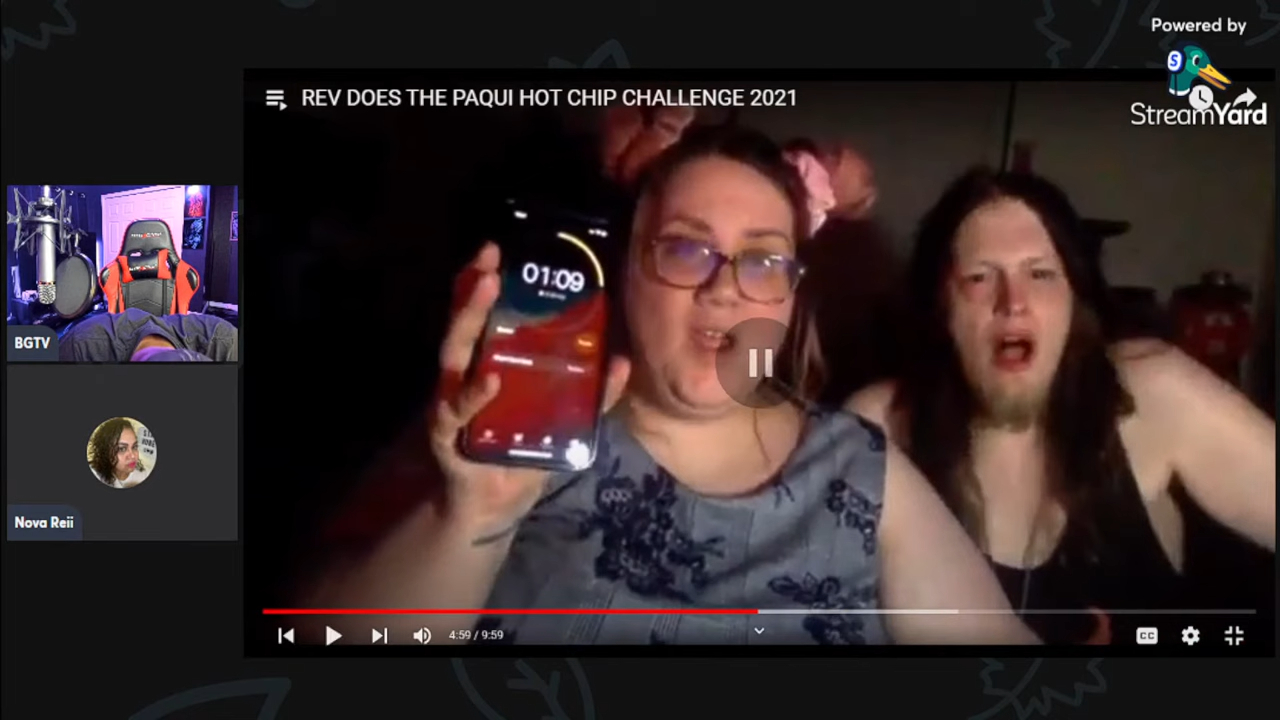 Powered by
S
StreamYard
REV DOES THE PAQUI HOT CHIP CHALLENGE 2021
01:09
BGTV
Nova Reii
4:59 / 9:59
CC